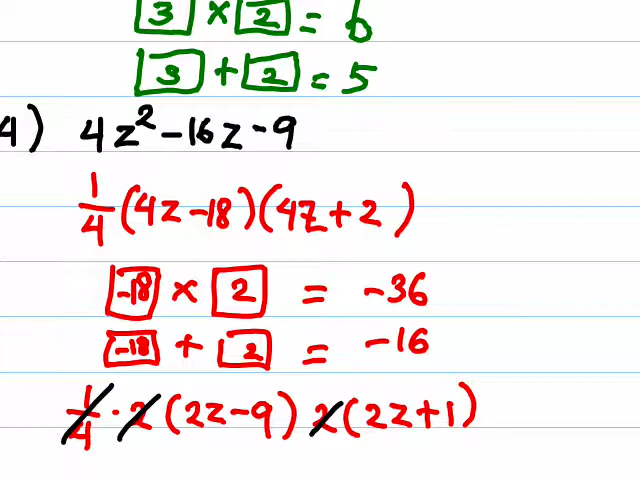 3 × 2 = 6
3 + 2 = 5
4) 4z² - 16z - 9
1/4 (4z - 18)(4z + 2)
-18 × 2 = -36
-18 + 2 = -16
1/4 · 2 (2z - 9) 2 (2z + 1)